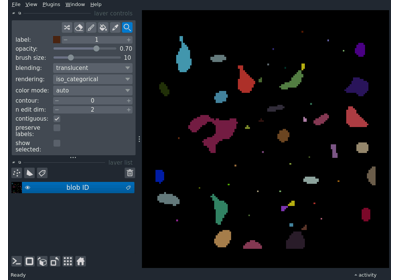 File View Plugins Window Help
layer controls
label: 1
opacity: 0.70
brush size: 10
blending: translucent
rendering: iso_categorical
color mode: auto
contour: 0
n edit dim: 2
contiguous:
preserve
labels:
show
selected:
layer list
blob ID
Ready
activity